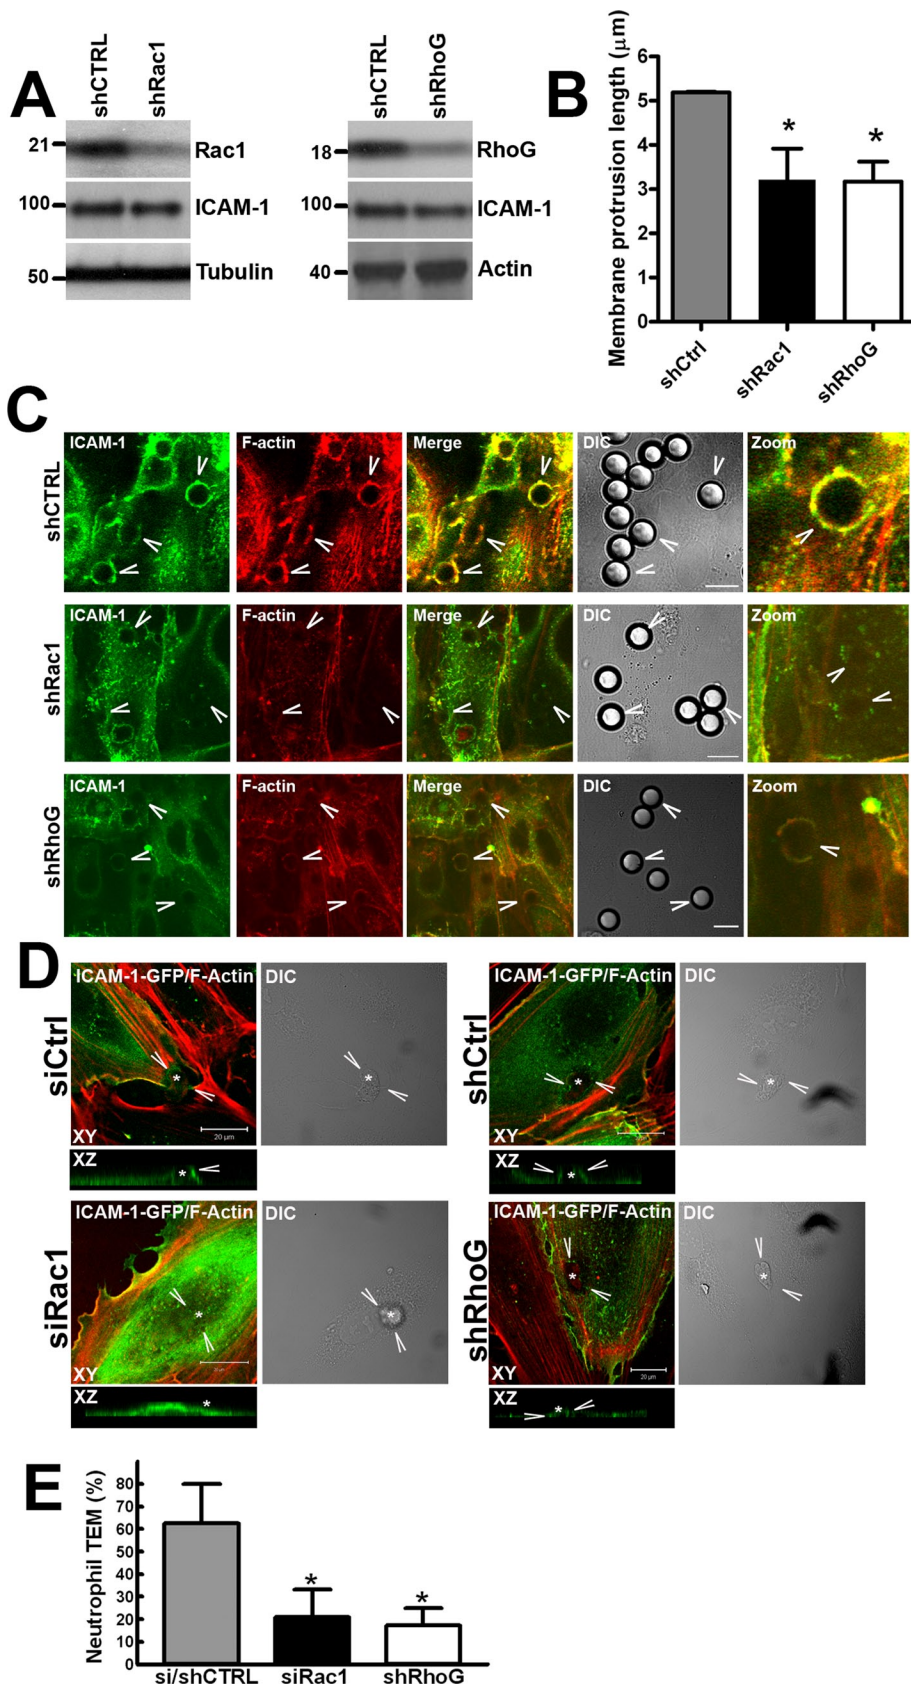 A
shCTRL
shRac1
21
Rac1
100
ICAM-1
50
Tubulin
shCTRL
shRhoG
18
RhoG
100
ICAM-1
40
Actin
B
Membrane protrusion length (μm)
6
5
4
3
2
1
0
*
*
shCtrl
shRac1
shRhoG
C
shCTRL
ICAM-1
F-actin
Merge
DIC
Zoom
shRac1
ICAM-1
F-actin
Merge
DIC
Zoom
shRhoG
ICAM-1
F-actin
Merge
DIC
Zoom
D
siCtrl
ICAM-1-GFP/F-Actin
DIC
*
*
XY
20 μm
XZ
*
shCtrl
ICAM-1-GFP/F-Actin
DIC
*
*
XY
XZ
*
siRac1
ICAM-1-GFP/F-Actin
DIC
*
*
XY
20 μm
XZ
*
shRhoG
ICAM-1-GFP/F-Actin
DIC
*
*
XY
20 μm
XZ
*
E
Neutrophil TEM (%)
80
70
60
50
40
30
20
10
0
*
*
si/shCTRL
siRac1
shRhoG